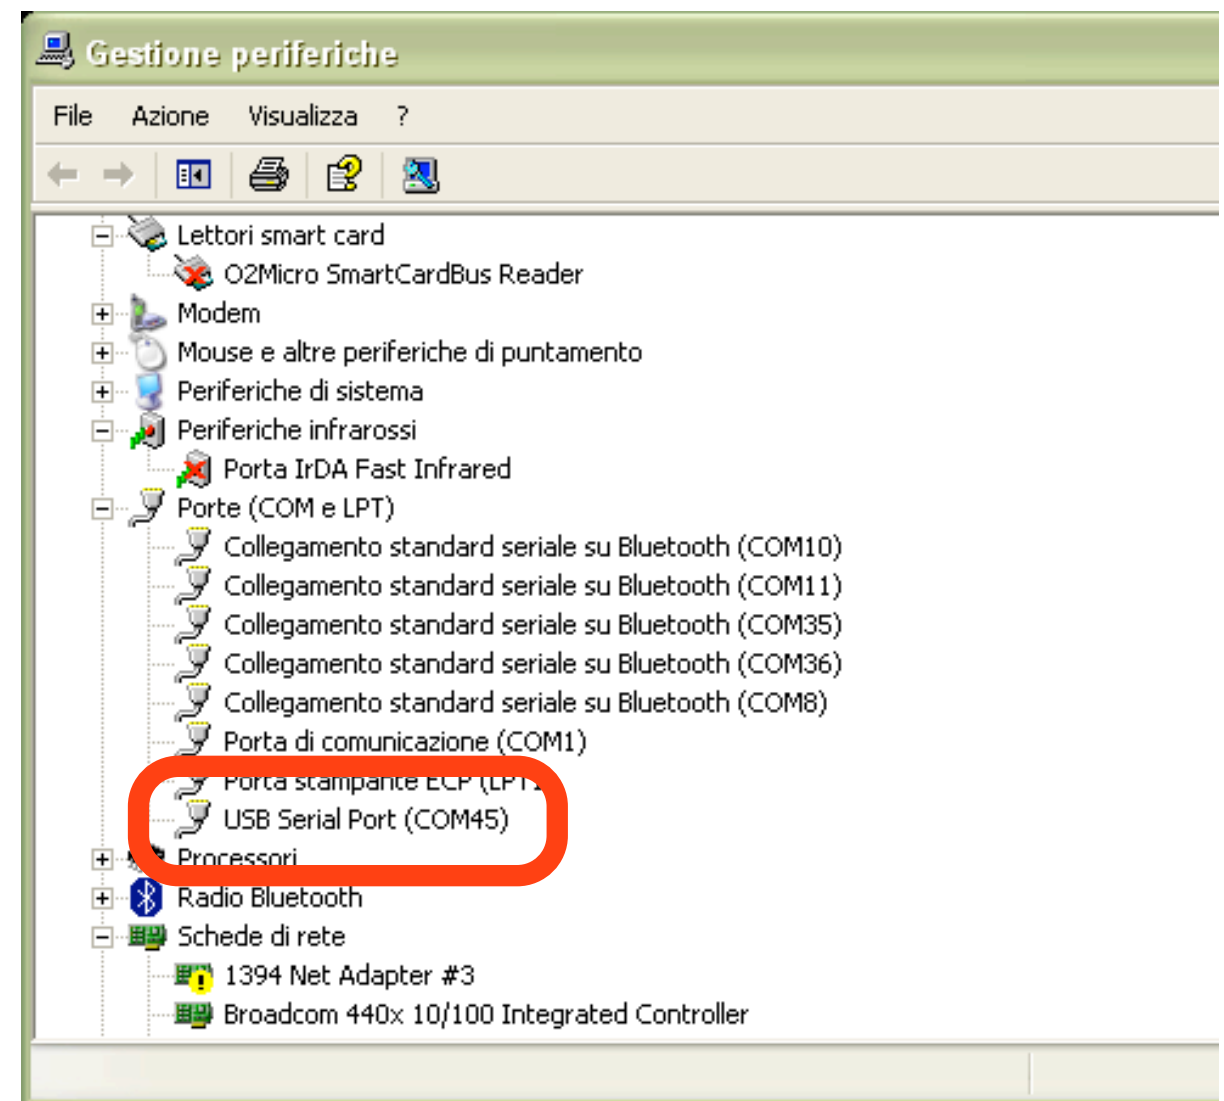 Gestione periferiche
File Azione Visualizza ?
Lettori smart card
O2Micro SmartCardBus Reader
Modem
Mouse e altre periferiche di puntamento
Periferiche di sistema
Periferiche infrarossi
Porta IrDA Fast Infrared
Porte (COM e LPT)
Collegamento standard seriale su Bluetooth (COM10)
Collegamento standard seriale su Bluetooth (COM11)
Collegamento standard seriale su Bluetooth (COM35)
Collegamento standard seriale su Bluetooth (COM36)
Collegamento standard seriale su Bluetooth (COM8)
Porta di comunicazione (COM1)
Porta stampante ECP (LPT1
USB Serial Port (COM45)
Processori
Radio Bluetooth
Schede di rete
1394 Net Adapter #3
Broadcom 440x 10/100 Integrated Controller